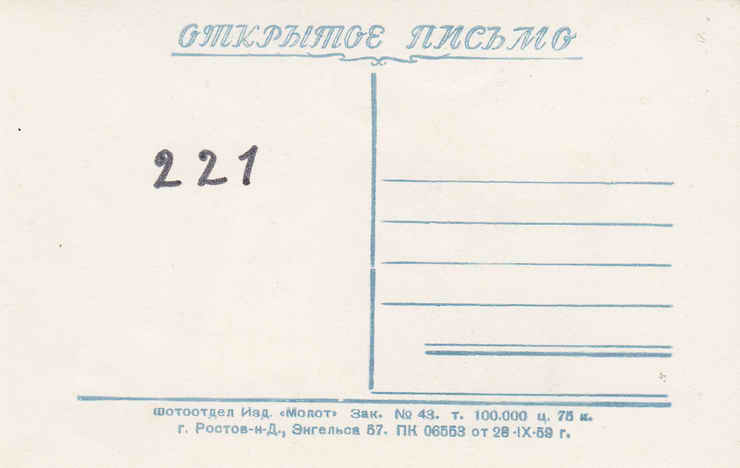 ОТКРЫТОЕ ПИСЬМО
221
Фотоотдел Изд. «Молот» Зак. № 43. т. 100.000 ц. 75 к.
г. Ростов-н-Д., Энгельса 57. ПК 06553 от 28-IX-59 г.